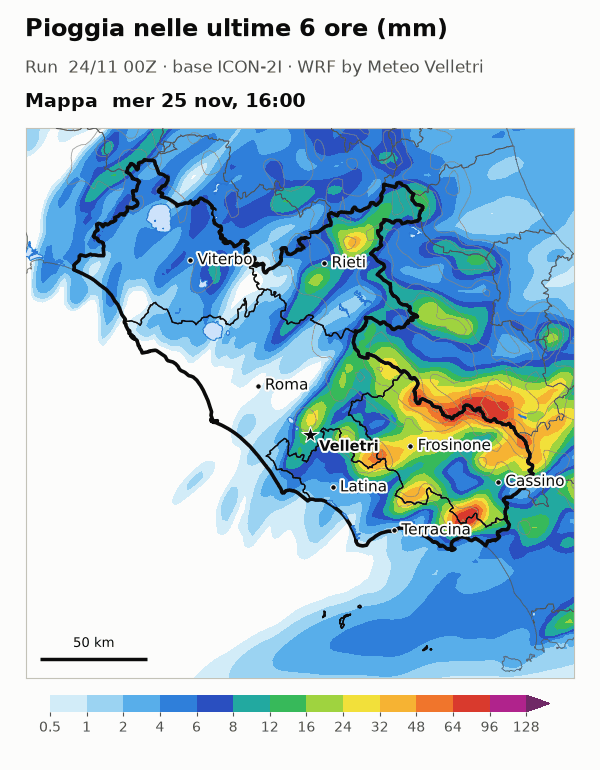 Pioggia nelle ultime 6 ore (mm)
Run  24/11 00Z · base ICON-2I · WRF by Meteo Velletri
Mappa  mer 25 nov, 16:00
Viterbo
Rieti
Roma
Velletri
Frosinone
Cassino
Latina
Terracina
50 km
0.5 1 2 4 6 8 12 16 24 32 48 64 96 128